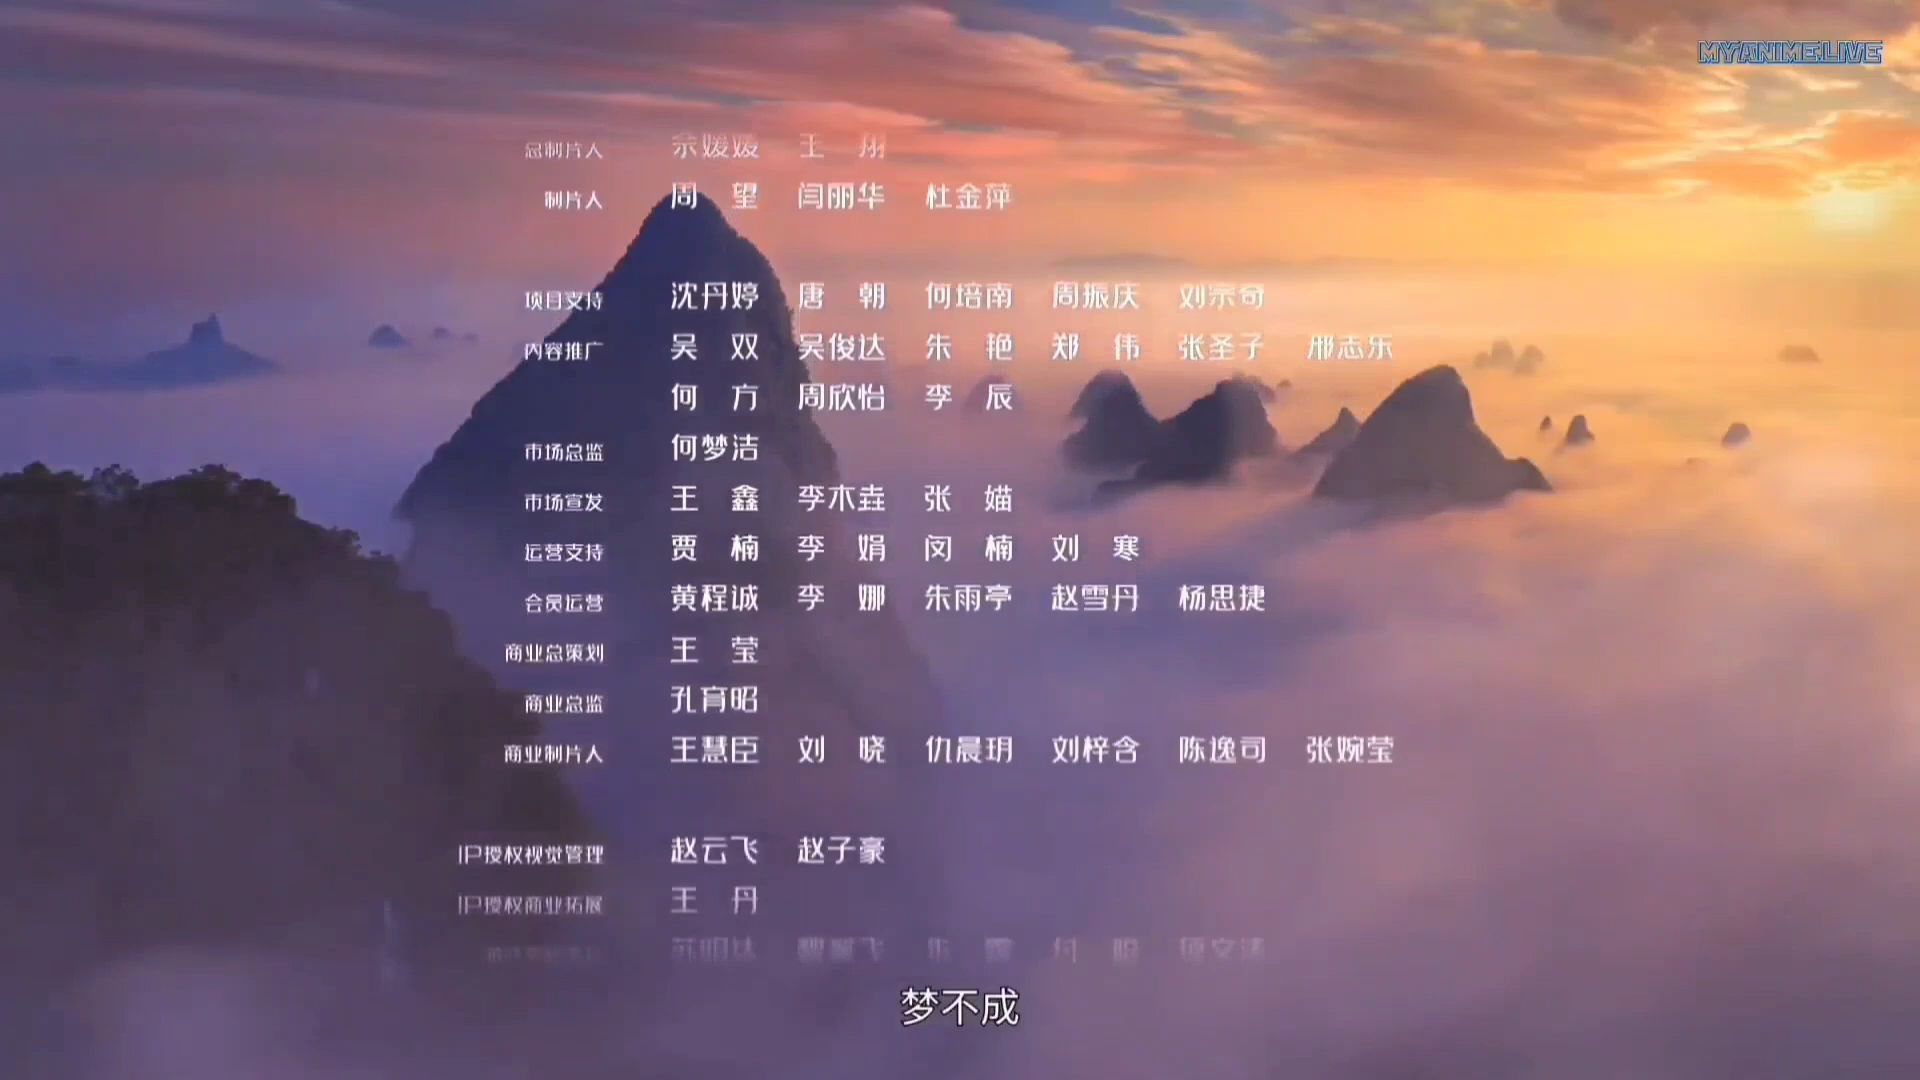 MYANIME.LIVE
总制片人 余媛媛 王 翔
制片人 周 望 闫丽华 杜金萍
项目支持 沈丹婷 唐 朝 何培南 周振庆 刘宗奇
内容推广 吴 双 吴俊达 朱 艳 郑 伟 张圣子 邢志乐
何 方 周欣怡 李 辰
市场总监 何梦洁
市场宣发 王 鑫 李木垚 张 媌
运营支持 贾 楠 李 娟 闵 楠 刘 寒
会员运营 黄程诚 李 娜 朱雨亭 赵雪丹 杨思捷
商业总策划 王 莹
商业总监 孔育昭
商业制片人 王慧臣 刘 晓 仇晨玥 刘梓含 陈逸司 张婉莹
IP授权视觉管理 赵云飞 赵子豪
IP授权商业拓展 王 丹
梦不成